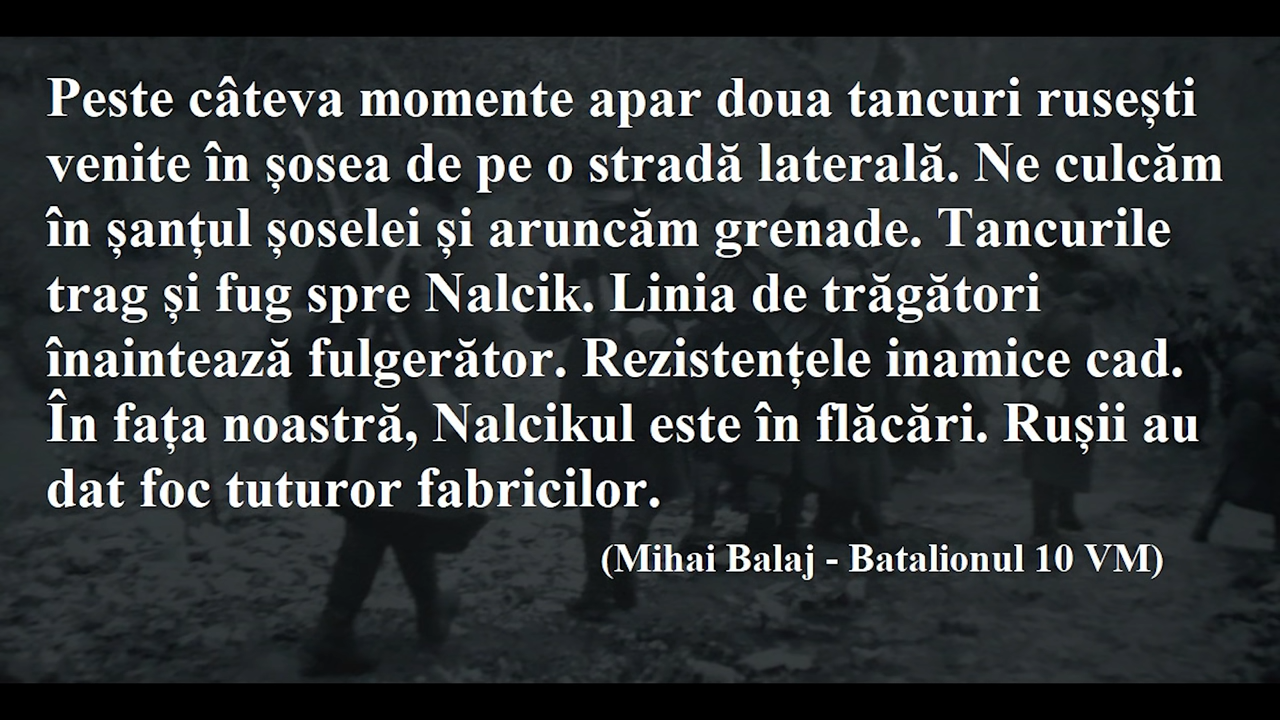 Peste câteva momente apar doua tancuri rusești
venite în șosea de pe o stradă laterală. Ne culcăm
în șanțul șoselei și aruncăm grenade. Tancurile
trag și fug spre Nalcik. Linia de trăgători
înaintează fulgerător. Rezistențele inamice cad.
În fața noastră, Nalcikul este în flăcări. Rușii au
dat foc tuturor fabricilor.
(Mihai Balaj - Batalionul 10 VM)